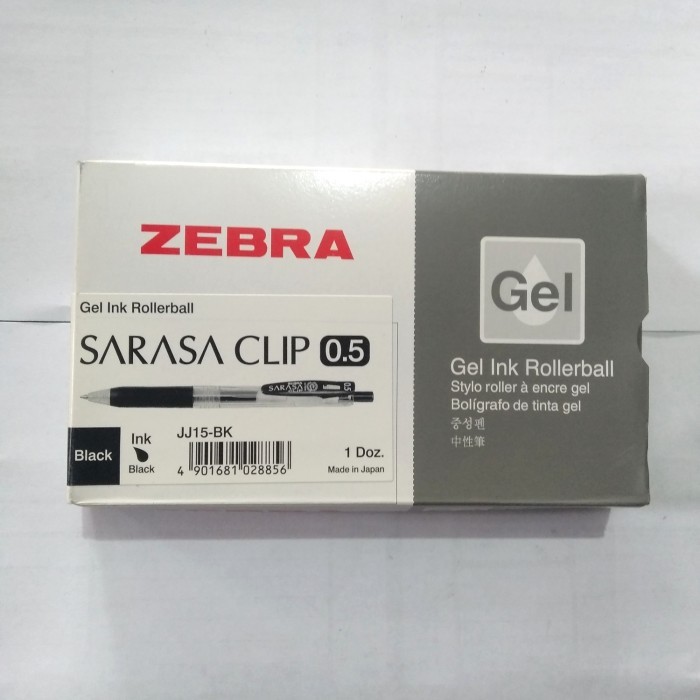 ZEBRA
Gel Ink Rollerball
SARASA CLIP 0.5
SARASA CLIP 0.5
Black
Ink
Black
JJ15-BK
4 901681 028856
1 Doz.
Made in Japan
Gel
Gel Ink Rollerball
Stylo roller à encre gel
Bolígrafo de tinta gel
중성펜
中性筆